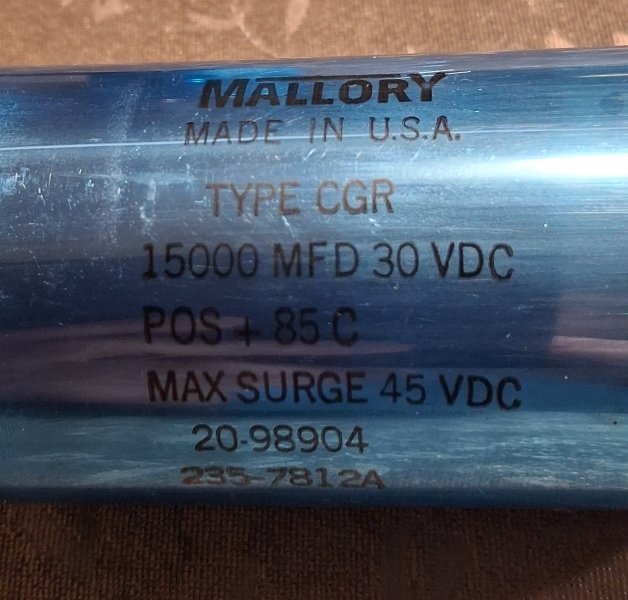 MALLORY
MADE IN U.S.A.
TYPE CGR
15000 MFD 30 VDC
POS + 85 C
MAX SURGE 45 VDC
20-98904
235-7812A